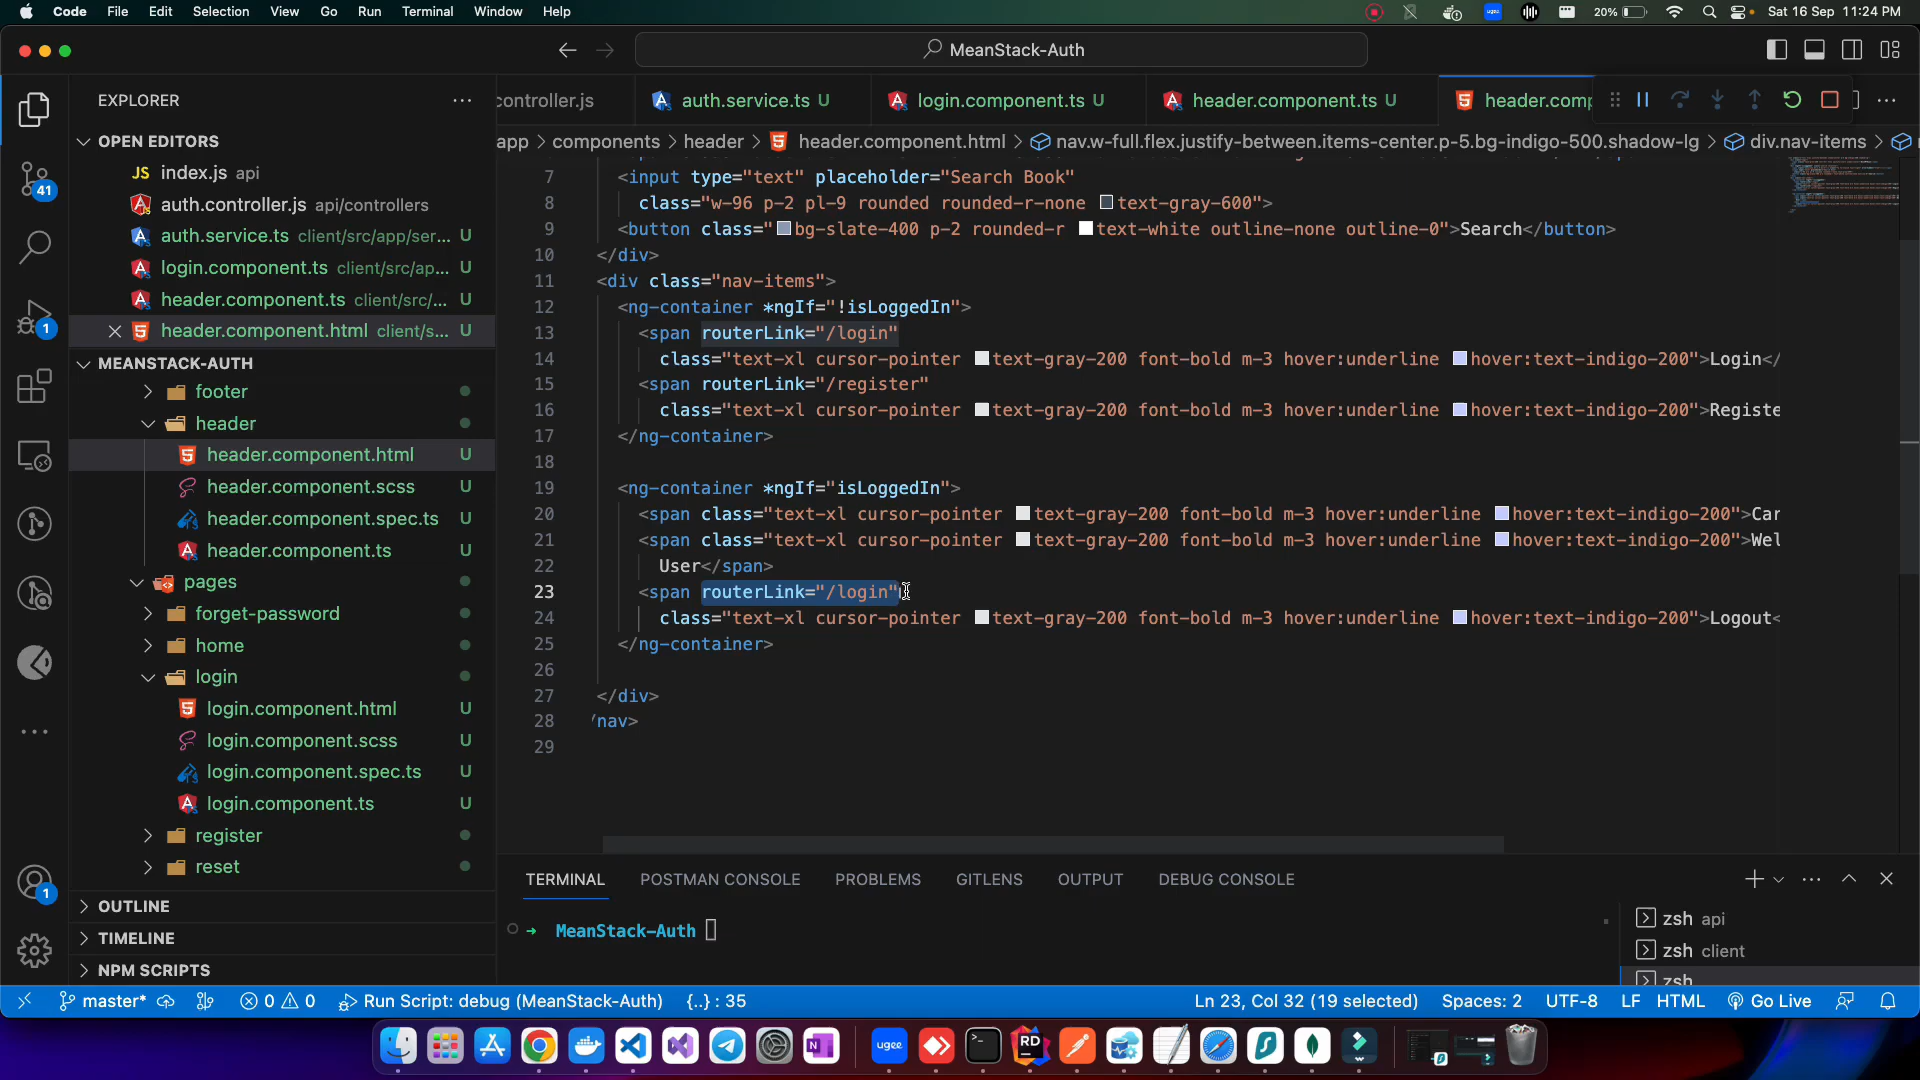 Code File Edit Selection View Go Run Terminal Window Help
ugee 20% Sat 16 Sep 11:24 PM
MeanStack-Auth
EXPLORER
OPEN EDITORS
JS index.js api
auth.controller.js api/controllers
auth.service.ts client/src/app/ser... U
login.component.ts client/src/ap... U
header.component.ts client/src/... U
header.component.html client/s... U
MEANSTACK-AUTH
footer
header
header.component.html U
header.component.scss U
header.component.spec.ts U
header.component.ts U
pages
forget-password
home
login
login.component.html U
login.component.scss U
login.component.spec.ts U
login.component.ts U
register
reset
OUTLINE
TIMELINE
NPM SCRIPTS
41
1
1
controller.js auth.service.ts U login.component.ts U header.component.ts U header.comp
app > components > header > header.component.html > nav.w-full.flex.justify-between.items-center.p-5.bg-indigo-500.shadow-lg > div.nav-items >
7 <input type="text" placeholder="Search Book"
8 class="w-96 p-2 pl-9 rounded rounded-r-none text-gray-600">
9 <button class="bg-slate-400 p-2 rounded-r text-white outline-none outline-0">Search</button>
10 </div>
11 <div class="nav-items">
12 <ng-container *ngIf="!isLoggedIn">
13 <span routerLink="/login"
14 class="text-xl cursor-pointer text-gray-200 font-bold m-3 hover:underline hover:text-indigo-200">Login</
15 <span routerLink="/register"
16 class="text-xl cursor-pointer text-gray-200 font-bold m-3 hover:underline hover:text-indigo-200">Registe
17 </ng-container>
18
19 <ng-container *ngIf="isLoggedIn">
20 <span class="text-xl cursor-pointer text-gray-200 font-bold m-3 hover:underline hover:text-indigo-200">Car
21 <span class="text-xl cursor-pointer text-gray-200 font-bold m-3 hover:underline hover:text-indigo-200">Wel
22 User</span>
23 <span routerLink="/login"
24 class="text-xl cursor-pointer text-gray-200 font-bold m-3 hover:underline hover:text-indigo-200">Logout<
25 </ng-container>
26
27 </div>
28 /nav>
29
TERMINAL POSTMAN CONSOLE PROBLEMS GITLENS OUTPUT DEBUG CONSOLE
MeanStack-Auth
zsh api
zsh client
zsh
master* 0 0 Run Script: debug (MeanStack-Auth) {..} : 35 Ln 23, Col 32 (19 selected) Spaces: 2 UTF-8 LF HTML Go Live
ugee RD